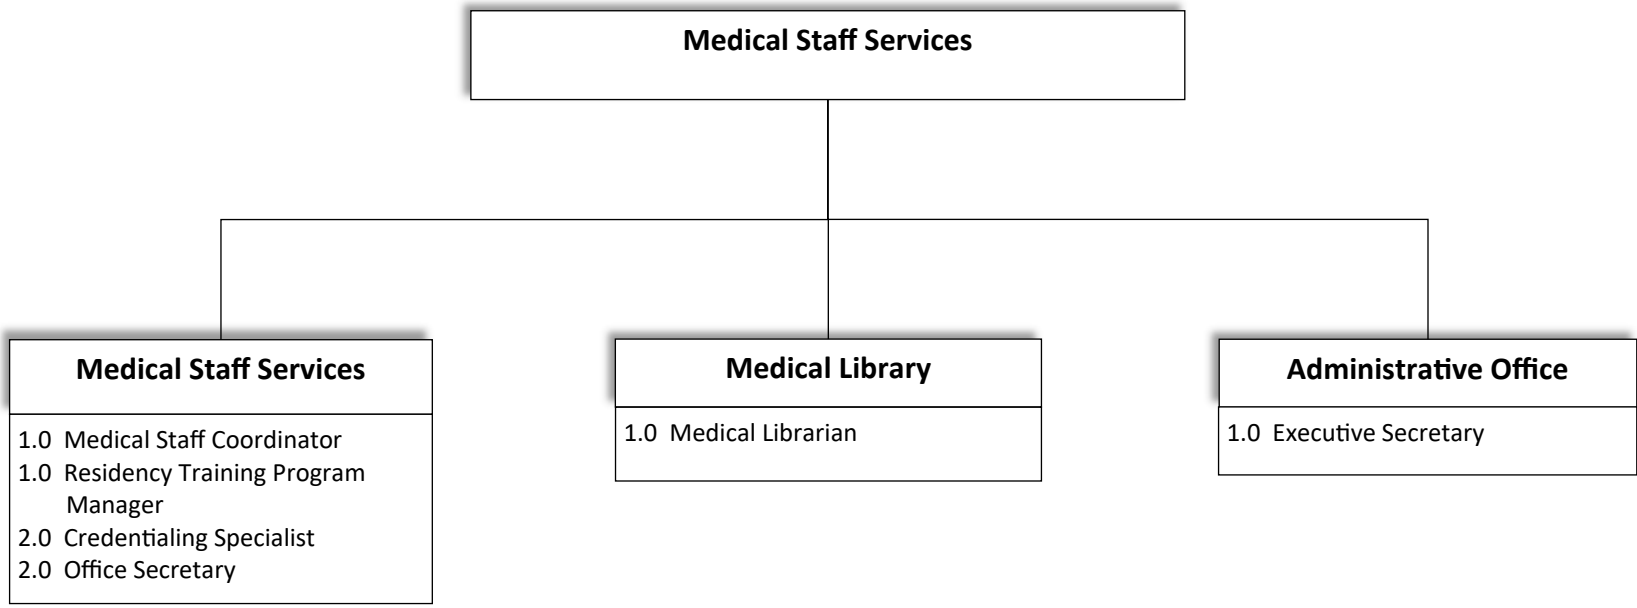 Medical Staff Services
Medical Staff Services
1.0 Medical Staff Coordinator
1.0 Residency Training Program
Manager
2.0 Credentialing Specialist
2.0 Office Secretary
Medical Library
1.0 Medical Librarian
Administrative Office
1.0 Executive Secretary